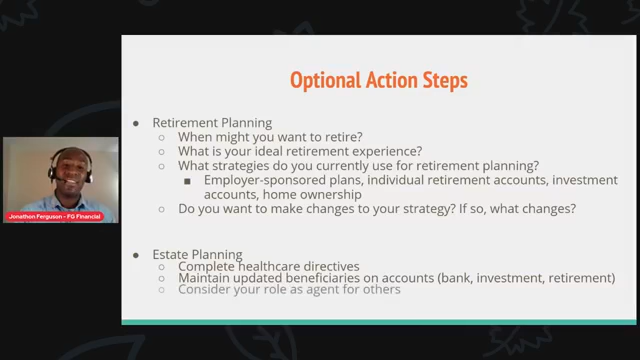 Optional Action Steps
● Retirement Planning
○ When might you want to retire?
○ What is your ideal retirement experience?
○ What strategies do you currently use for retirement planning?
■ Employer-sponsored plans, individual retirement accounts, investment
accounts, home ownership
○ Do you want to make changes to your strategy? If so, what changes?
● Estate Planning
○ Complete healthcare directives
○ Maintain updated beneficiaries on accounts (bank, investment, retirement)
○ Consider your role as agent for others
Jonathon Ferguson - FG Financial